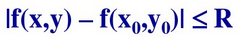 |f(x,y) – f(x₀,y₀)| ≤ R